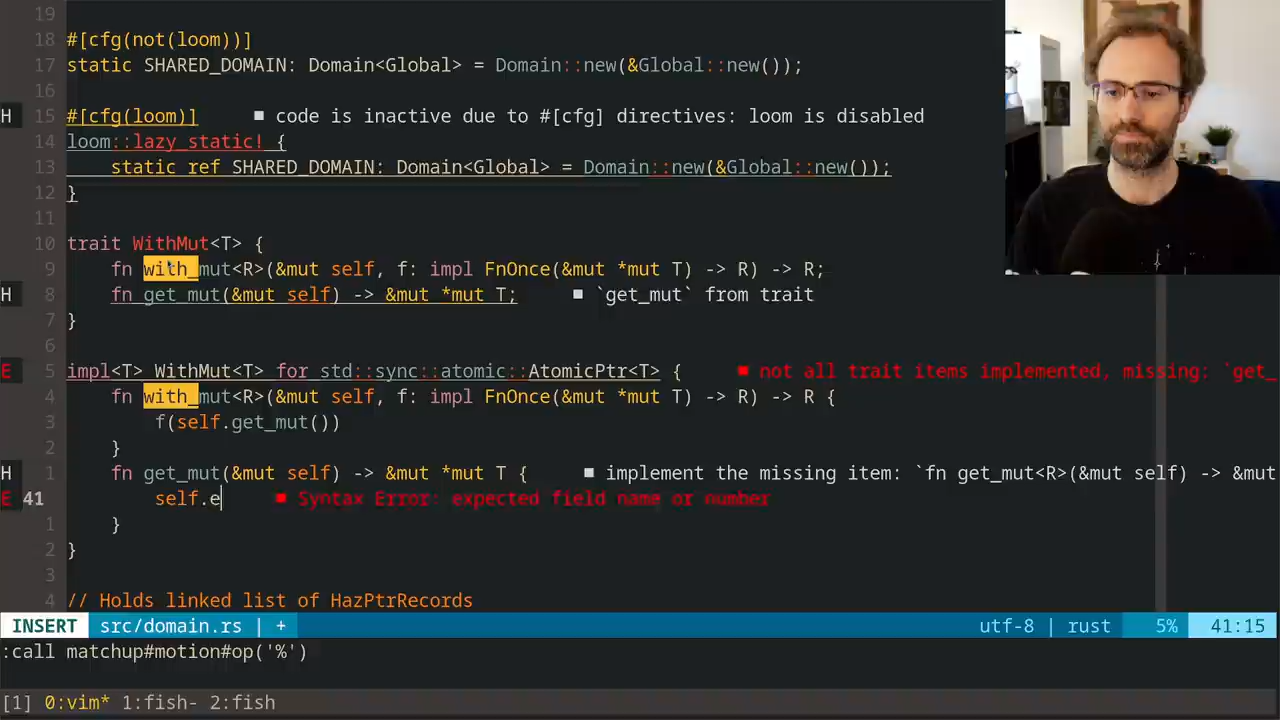 19
18 #[cfg(not(loom))]
17 static SHARED_DOMAIN: Domain<Global> = Domain::new(&Global::new());
16
H 15 #[cfg(loom)] ■ code is inactive due to #[cfg] directives: loom is disabled
14 loom::lazy_static! {
13 static ref SHARED_DOMAIN: Domain<Global> = Domain::new(&Global::new());
12 }
11
10 trait WithMut<T> {
9 fn with_mut<R>(&mut self, f: impl FnOnce(&mut *mut T) -> R) -> R;
H 8 fn get_mut(&mut self) -> &mut *mut T; ■ `get_mut` from trait
7 }
6
E 5 impl<T> WithMut<T> for std::sync::atomic::AtomicPtr<T> { ■ not all trait items implemented, missing: `get_
4 fn with_mut<R>(&mut self, f: impl FnOnce(&mut *mut T) -> R) -> R {
3 f(self.get_mut())
2 }
H 1 fn get_mut(&mut self) -> &mut *mut T { ■ implement the missing item: `fn get_mut<R>(&mut self) -> &mut
E 41 self.e ■ Syntax Error: expected field name or number
1 }
2 }
3
4 // Holds linked list of HazPtrRecords
INSERT src/domain.rs | + utf-8 | rust 5% 41:15
:call matchup#motion#op('%')
[1] 0:vim* 1:fish- 2:fish